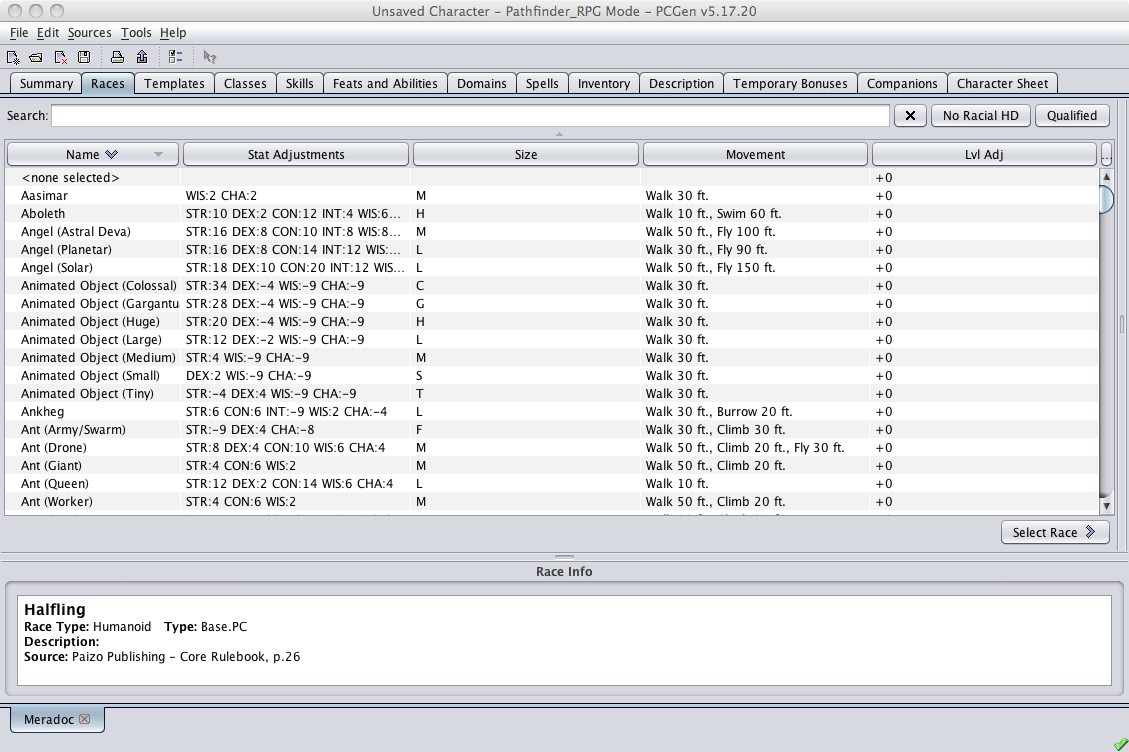 Unsaved Character - Pathfinder_RPG Mode - PCGen v5.17.20
File Edit Sources Tools Help
Summary Races Templates Classes Skills Feats and Abilities Domains Spells Inventory Description Temporary Bonuses Companions Character Sheet
Search: No Racial HD Qualified
Name Stat Adjustments Size Movement Lvl Adj ...
<none selected> +0
Aasimar WIS:2 CHA:2 M Walk 30 ft. +0
Aboleth STR:10 DEX:2 CON:12 INT:4 WIS:6... H Walk 10 ft., Swim 60 ft. +0
Angel (Astral Deva) STR:16 DEX:8 CON:10 INT:8 WIS:8... M Walk 50 ft., Fly 100 ft. +0
Angel (Planetar) STR:16 DEX:8 CON:14 INT:12 WIS:... L Walk 30 ft., Fly 90 ft. +0
Angel (Solar) STR:18 DEX:10 CON:20 INT:12 WIS... L Walk 50 ft., Fly 150 ft. +0
Animated Object (Colossal) STR:34 DEX:-4 WIS:-9 CHA:-9 C Walk 30 ft. +0
Animated Object (Gargantu STR:28 DEX:-4 WIS:-9 CHA:-9 G Walk 30 ft. +0
Animated Object (Huge) STR:20 DEX:-4 WIS:-9 CHA:-9 H Walk 30 ft. +0
Animated Object (Large) STR:12 DEX:-2 WIS:-9 CHA:-9 L Walk 30 ft. +0
Animated Object (Medium) STR:4 WIS:-9 CHA:-9 M Walk 30 ft. +0
Animated Object (Small) DEX:2 WIS:-9 CHA:-9 S Walk 30 ft. +0
Animated Object (Tiny) STR:-4 DEX:4 WIS:-9 CHA:-9 T Walk 30 ft. +0
Ankheg STR:6 CON:6 INT:-9 WIS:2 CHA:-4 L Walk 30 ft., Burrow 20 ft. +0
Ant (Army/Swarm) STR:-9 DEX:4 CHA:-8 F Walk 30 ft., Climb 30 ft. +0
Ant (Drone) STR:8 DEX:4 CON:10 WIS:6 CHA:4 M Walk 50 ft., Climb 20 ft., Fly 30 ft. +0
Ant (Giant) STR:4 CON:6 WIS:2 M Walk 50 ft., Climb 20 ft. +0
Ant (Queen) STR:12 DEX:2 CON:14 WIS:6 CHA:4 L Walk 10 ft. +0
Ant (Worker) STR:4 CON:6 WIS:2 M Walk 50 ft., Climb 20 ft. +0
Select Race
Race Info
Halfling
Race Type: Humanoid Type: Base.PC
Description:
Source: Paizo Publishing - Core Rulebook, p.26
Meradoc